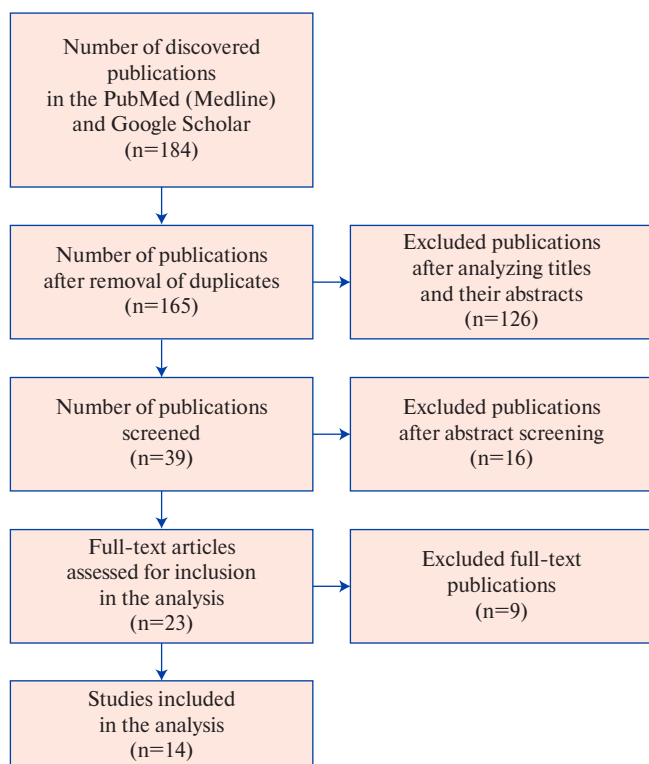 Number of discovered
publications
in the PubMed (Medline)
and Google Scholar
(n=184)
Number of publications
after removal of duplicates
(n=165)
Excluded publications
after analyzing titles
and their abstracts
(n=126)
Number of publications
screened
(n=39)
Excluded publications
after abstract screening
(n=16)
Full-text articles
assessed for inclusion
in the analysis
(n=23)
Excluded full-text
publications
(n=9)
Studies included
in the analysis
(n=14)